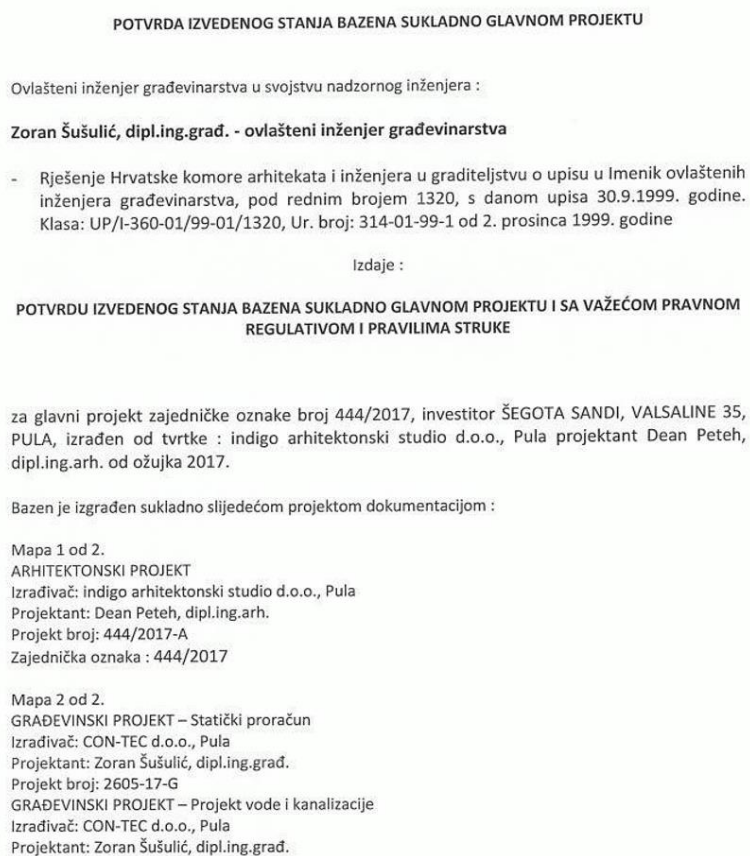 POTVRDA IZVEDENOG STANJA BAZENA SUKLADNO GLAVNOM PROJEKTU
Ovlašteni inženjer građevinarstva u svojstvu nadzornog inženjera :
Zoran Šušulić, dipl.ing.građ. - ovlašteni inženjer građevinarstva
- Rješenje Hrvatske komore arhitekata i inženjera u graditeljstvu o upisu u Imenik ovlaštenih
inženjera građevinarstva, pod rednim brojem 1320, s danom upisa 30.9.1999. godine.
Klasa: UP/I-360-01/99-01/1320, Ur. broj: 314-01-99-1 od 2. prosinca 1999. godine
Izdaje :
POTVRDU IZVEDENOG STANJA BAZENA SUKLADNO GLAVNOM PROJEKTU I SA VAŽEĆOM PRAVNOM
REGULATIVOM I PRAVILIMA STRUKE
za glavni projekt zajedničke oznake broj 444/2017, investitor ŠEGOTA SANDI, VALSALINE 35,
PULA, izrađen od tvrtke : indigo arhitektonski studio d.o.o., Pula projektant Dean Peteh,
dipl.ing.arh. od ožujka 2017.
Bazen je izgrađen sukladno slijedećom projektom dokumentacijom :
Mapa 1 od 2.
ARHITEKTONSKI PROJEKT
Izrađivač: indigo arhitektonski studio d.o.o., Pula
Projektant: Dean Peteh, dipl.ing.arh.
Projekt broj: 444/2017-A
Zajednička oznaka : 444/2017
Mapa 2 od 2.
GRAĐEVINSKI PROJEKT – Statički proračun
Izrađivač: CON-TEC d.o.o., Pula
Projektant: Zoran Šušulić, dipl.ing.građ.
Projekt broj: 2605-17-G
GRAĐEVINSKI PROJEKT – Projekt vode i kanalizacije
Izrađivač: CON-TEC d.o.o., Pula
Projektant: Zoran Šušulić, dipl.ing.građ.